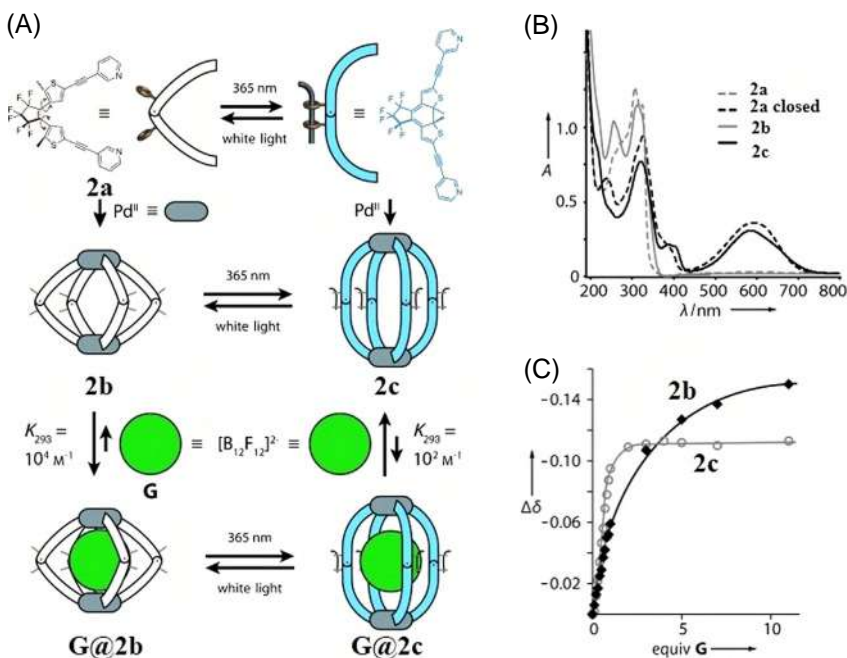 (A)
(B)
(C)
F F
F
F
F
F
S
S
N
N
≡
365 nm
white light
≡
F F
F
F
F
F
S
S
N
N
2a
Pd^II ≡
Pd^II
2b
365 nm
white light
2c
K293 =
10^4 M^-1
G
≡ [B12F12]^2- ≡
K293 =
10^2 M^-1
365 nm
white light
G@2b
G@2c
2a
2a closed
2b
2c
A
1.0
0.5
0
200 300 400 500 600 700 800
λ/nm
2b
2c
−0.14
−0.10
−0.06
−0.02
Δδ
0 5 10
equiv G